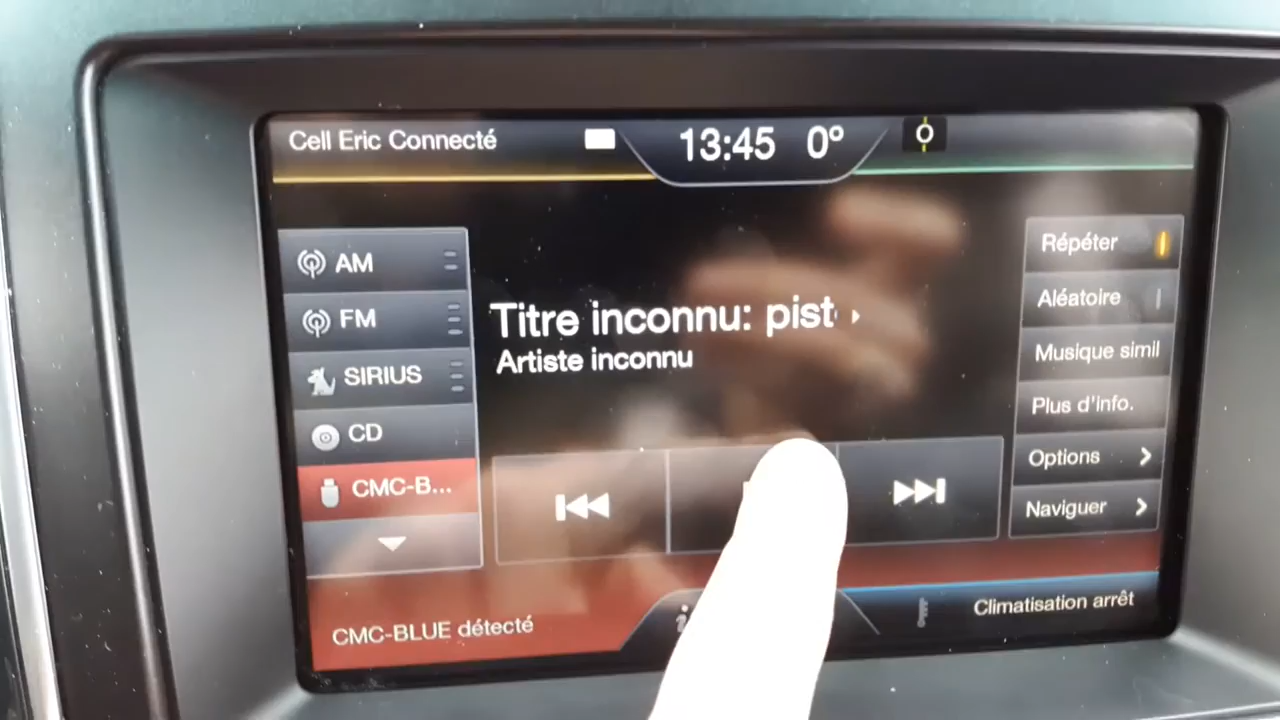 Cell Eric Connecté
13:45 0°
AM
FM
SIRIUS
CD
CMC-B...
Titre inconnu: pist
Artiste inconnu
Répéter
Aléatoire
Musique simil
Plus d'info.
Options
Naviguer
CMC-BLUE détecté
i
Climatisation arrêt